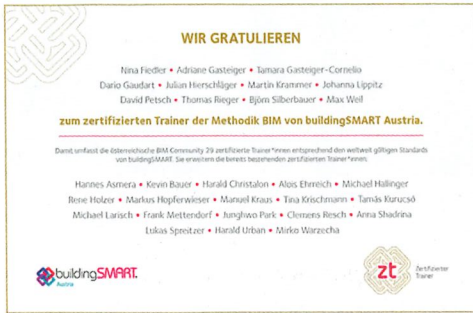 WIR GRATULIEREN
Nina Fiedler • Adriane Gasteiger • Tamara Gasteiger-Cornelio
Dario Gaudart • Julian Hierschläger • Martin Krammer • Johanna Lippitz
David Petsch • Thomas Rieger • Björn Silberbauer • Max Weil
zum zertifizierten Trainer der Methodik BIM von buildingSMART Austria.
Damit umfasst die österreichische BIM Community 29 zertifizierte Trainer*innen entsprechend den weltweit gültigen Standards
von buildingSMART. Sie erweitern die bereits bestehenden zertifizierten Trainer*innen.
Hannes Asmera • Kevin Bauer • Harald Christalon • Alois Ehrreich • Michael Hallinger
Rene Holzer • Markus Hopferwieser • Manuel Kraus • Tina Krischmann • Tamás Kurucsó
Michael Larisch • Frank Mettendorf • Junghwo Park • Clemens Resch • Anna Shadrina
Lukas Spreitzer • Harald Urban • Mirko Warzecha
buildingSMART
Austria
zt
Zertifizierter
Trainer